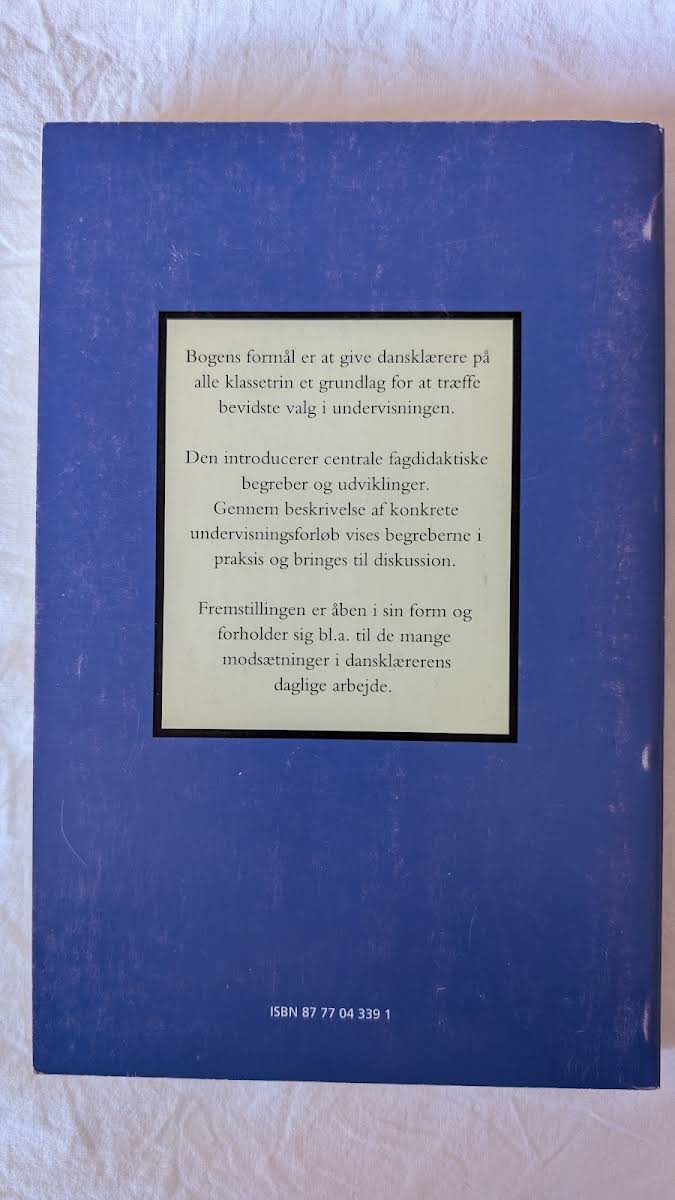 Bogens formål er at give dansklærere på
alle klassetrin et grundlag for at træffe
bevidste valg i undervisningen.
Den introducerer centrale fagdidaktiske
begreber og udviklinger.
Gennem beskrivelse af konkrete
undervisningsforløb vises begreberne i
praksis og bringes til diskussion.
Fremstillingen er åben i sin form og
forholder sig bl.a. til de mange
modsætninger i dansklærerens
daglige arbejde.
ISBN 87 77 04 339 1